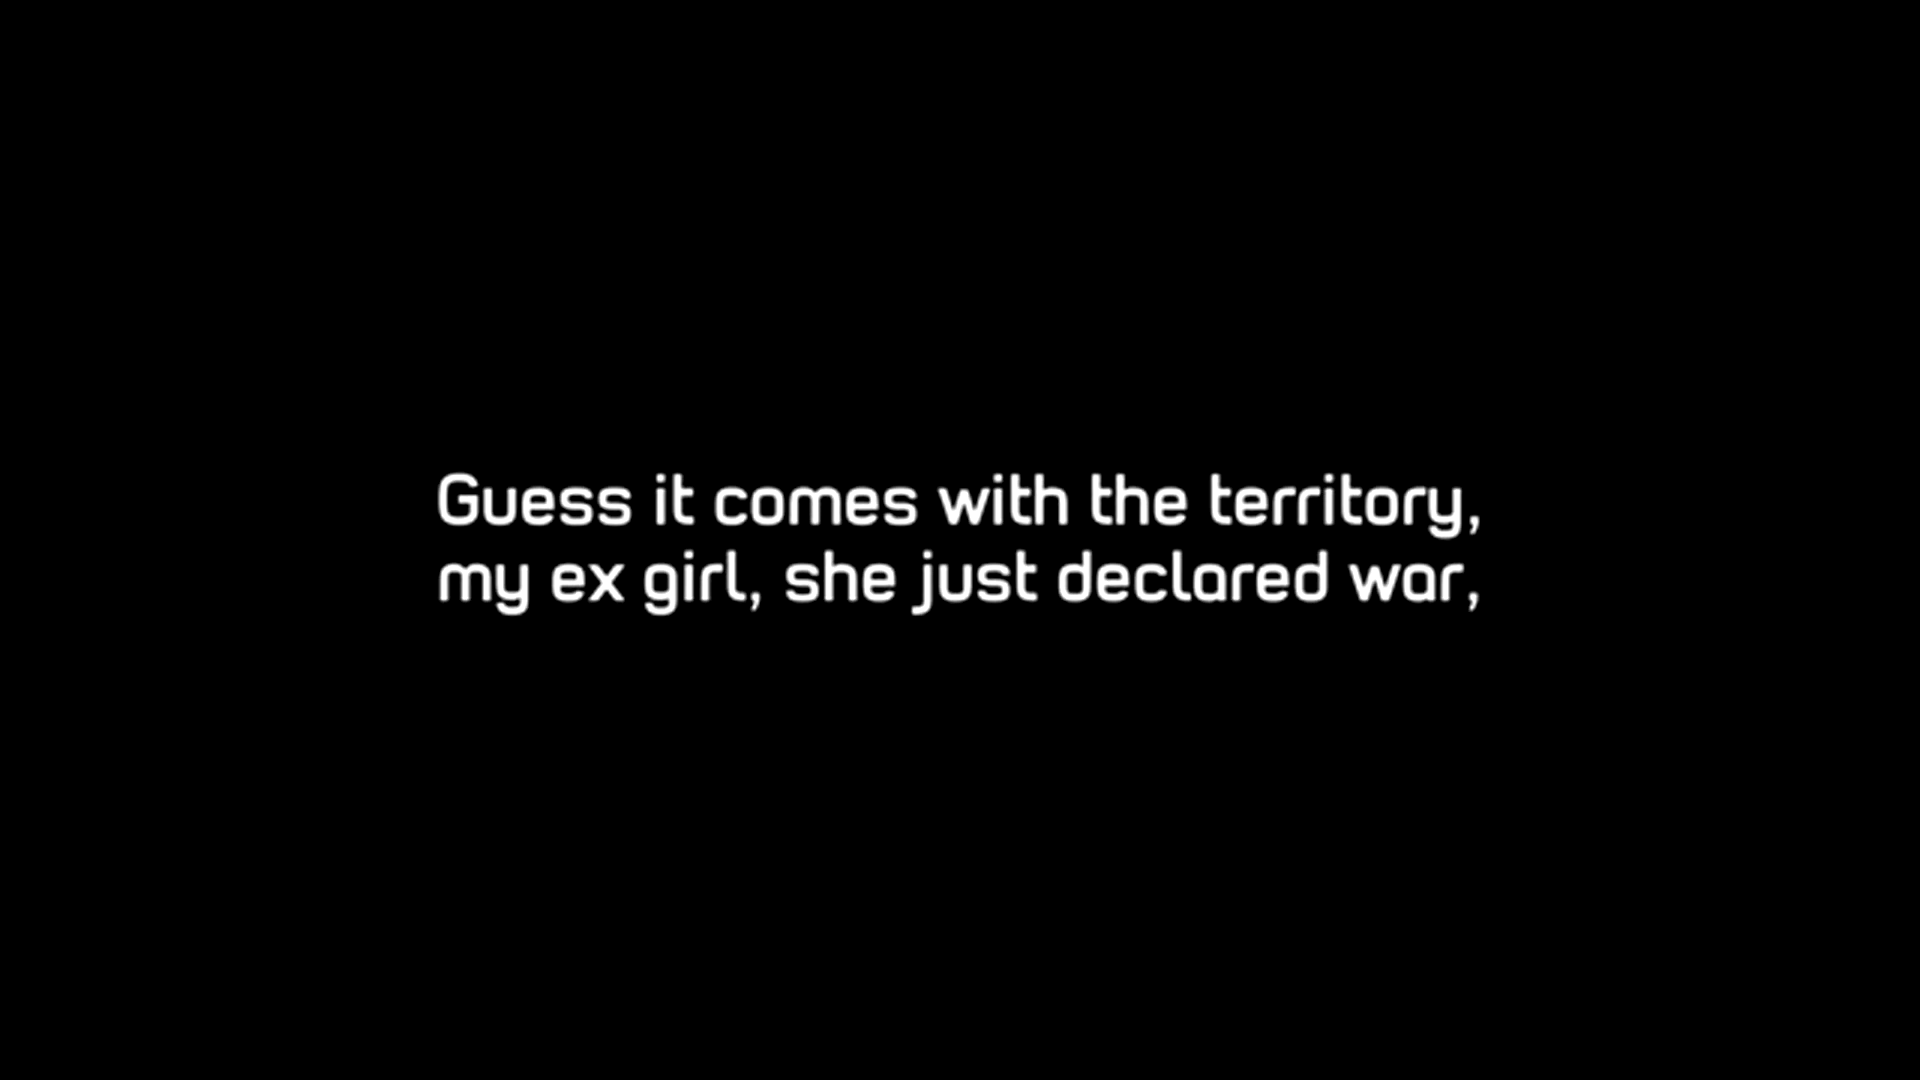 Guess it comes with the territory,
my ex girl, she just declared war,